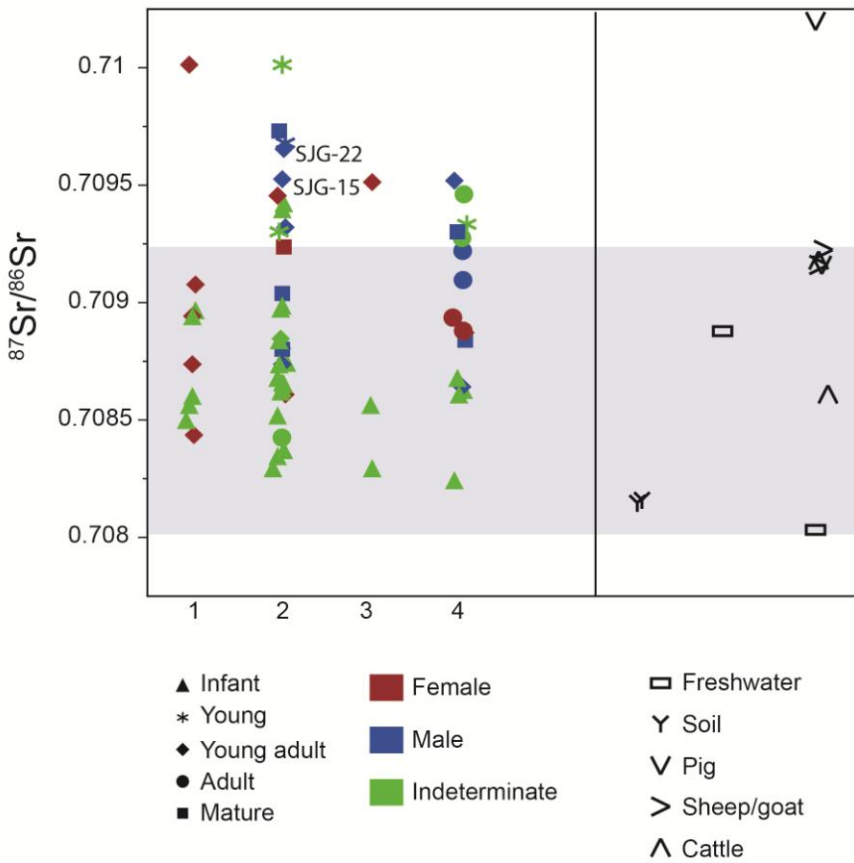 0.71
SJG-22
0.7095
SJG-15
0.709
87Sr/86Sr
0.7085
0.708
1 2 3 4
Infant
Young
Young adult
Adult
Mature
Female
Male
Indeterminate
Freshwater
Soil
Pig
Sheep/goat
Cattle